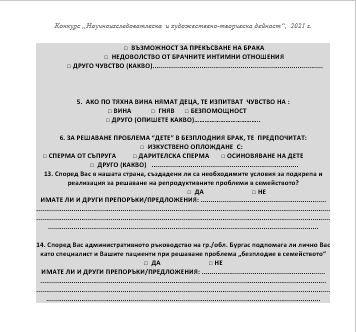 Конкурс „Научноизследователска и художествено-творческа дейност“, 2021 г.
□ ВЪЗМОЖНОСТ ЗА ПРЕКЪСВАНЕ НА БРАКА
□ НЕДОВОЛСТВО ОТ БРАЧНИТЕ ИНТИМНИ ОТНОШЕНИЯ
□ ДРУГО ЧУВСТВО (КАКВО)......................................................................
5. АКО ПО ТЯХНА ВИНА НЯМАТ ДЕЦА, ТЕ ИЗПИТВАТ ЧУВСТВО НА :
□ ВИНА □ ГНЯВ □ БЕЗПОМОЩНОСТ
□ ДРУГО (ОПИШЕТЕ КАКВО)...............................
6. ЗА РЕШАВАНЕ ПРОБЛЕМА “ДЕТЕ” В БЕЗПЛОДНИЯ БРАК, ТЕ ПРЕДПОЧИТАТ:
□ ИЗКУСТВЕНО ОПЛОЖДАНЕ С:
□ СПЕРМА ОТ СЪПРУГА □ ДАРИТЕЛСКА СПЕРМА □ ОСИНОВЯВАНЕ НА ДЕТЕ
□ ДРУГО (КАКВО) ..........................................................................
13. Според Вас в нашата страна, създадени ли са необходимите условия за подкрепа и
реализация за решаване на репродуктивните проблеми в семейството?
□ ДА □ НЕ
ИМАТЕ ЛИ И ДРУГИ ПРЕПОРЪКИ/ПРЕДЛОЖЕНИЯ: ....................................................
........................................................................................................................
........................................................................................................................
................................................................................................................
14. Според Вас административното ръководство на гр./обл. Бургас подпомага ли лично Вас
като специалист и Вашите пациенти при решаване проблема „безплодие в семейството“
□ ДА □ НЕ
ИМАТЕ ЛИ И ДРУГИ ПРЕПОРЪКИ/ПРЕДЛОЖЕНИЯ: ....................................................
........................................................................................................................
........................................................................................................................
................................................................................................................